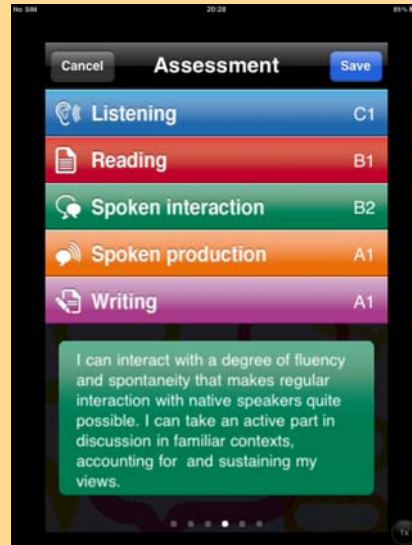 No SIM 20:28 89%
Cancel Assessment Save
Listening C1
Reading B1
Spoken interaction B2
Spoken production A1
Writing A1
I can interact with a degree of fluency
and spontaneity that makes regular
interaction with native speakers quite
possible. I can take an active part in
discussion in familiar contexts,
accounting for and sustaining my
views.
1x